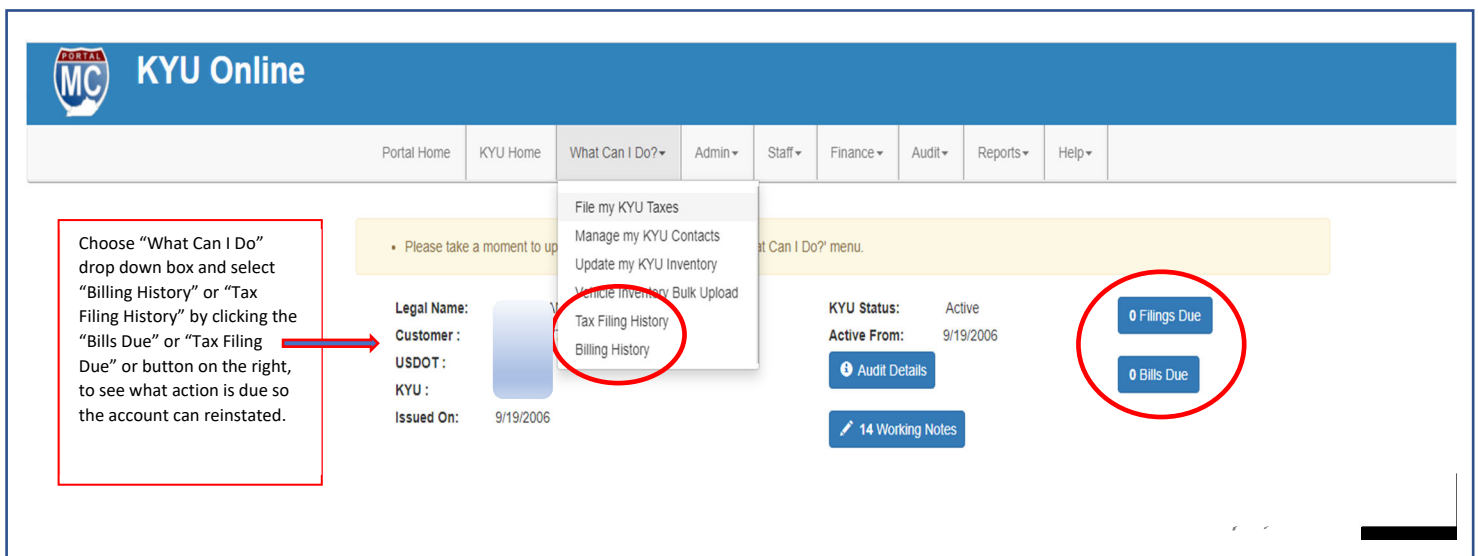 PORTAL
MC
KYU Online
Portal Home KYU Home What Can I Do? Admin Staff Finance Audit Reports Help
File my KYU Taxes
Manage my KYU Contacts
Update my KYU Inventory
Vehicle Inventory Bulk Upload
Tax Filing History
Billing History
Choose “What Can I Do”
drop down box and select
“Billing History” or “Tax
Filing History” by clicking the
“Bills Due” or “Tax Filing
Due” or button on the right,
to see what action is due so
the account can reinstated.
• Please take a moment to up at Can I Do?' menu.
Legal Name:
Customer :
USDOT :
KYU :
Issued On: 9/19/2006
KYU Status: Active
Active From: 9/19/2006
Audit Details
14 Working Notes
0 Filings Due
0 Bills Due